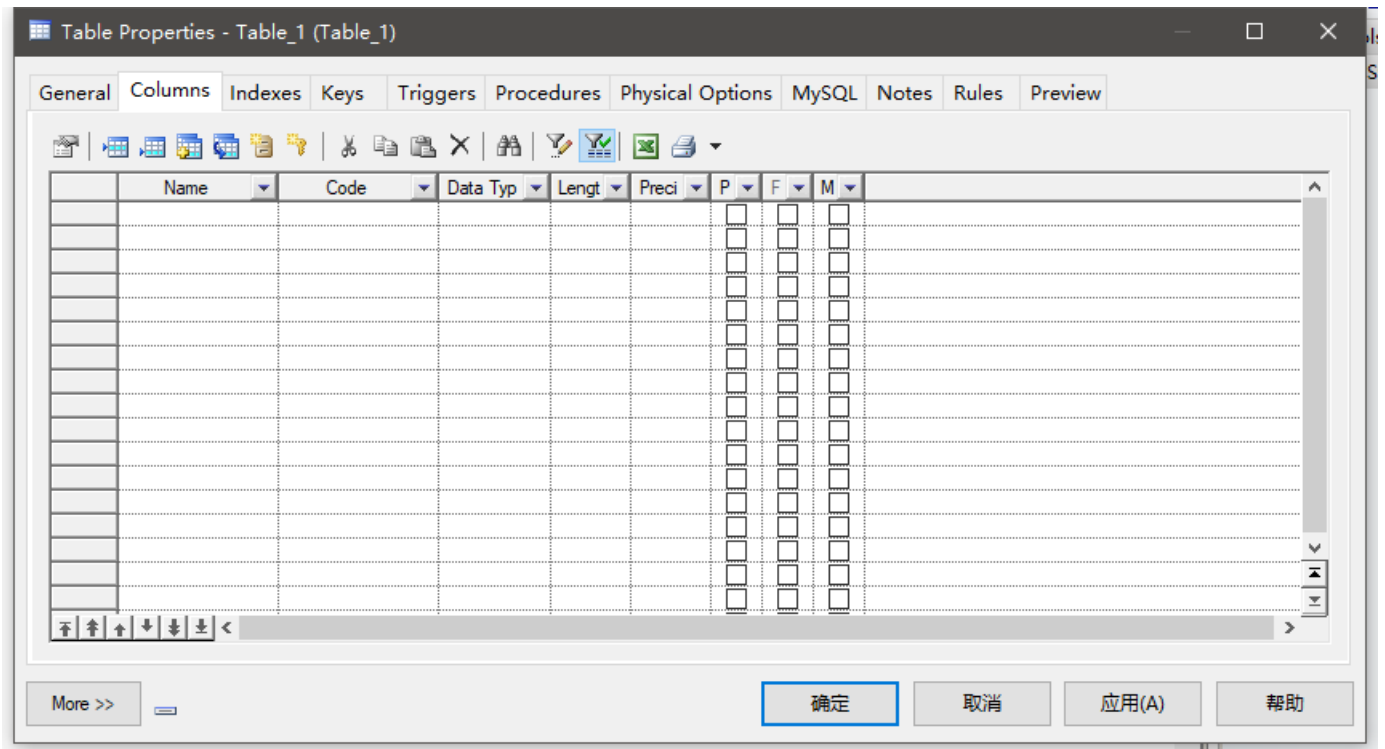 Table Properties - Table_1 (Table_1)
General Columns Indexes Keys Triggers Procedures Physical Options MySQL Notes Rules Preview
Name Code Data Typ Lengt Preci P F M
More >> 确定 取消 应用(A) 帮助